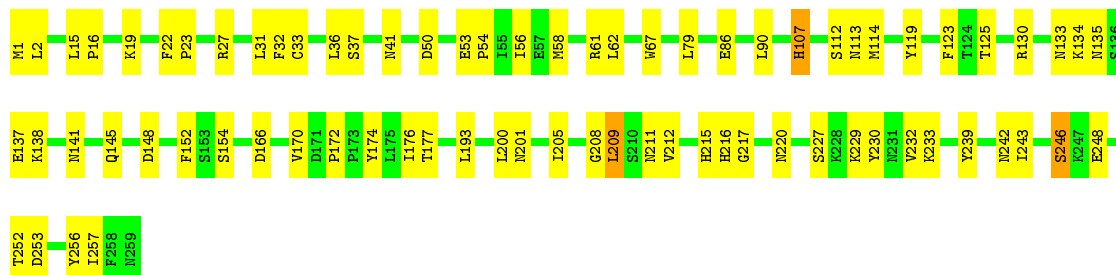 M1 L2 L15 P16 K19 F22 P23 R27 L31 F32 C33 L36 S37 N41 D50 E53 P54 I55 I56 E57 M58 R61 L62 W67 L79 E86 L90 H107 S112 N113 M114 Y119 F123 T124 T125 R130 N133 K134 N135 S136
E137 K138 N141 Q145 D148 F152 S153 S154 D166 V170 D171 P172 P173 Y174 L175 I176 T177 L193 L200 N201 I205 G208 L209 S210 N211 V212 H215 H216 G217 N220 S227 K228 K229 Y230 N231 V232 K233 Y239 N242 I243 S246 K247 E248
T252 D253 Y256 I257 F258 N259